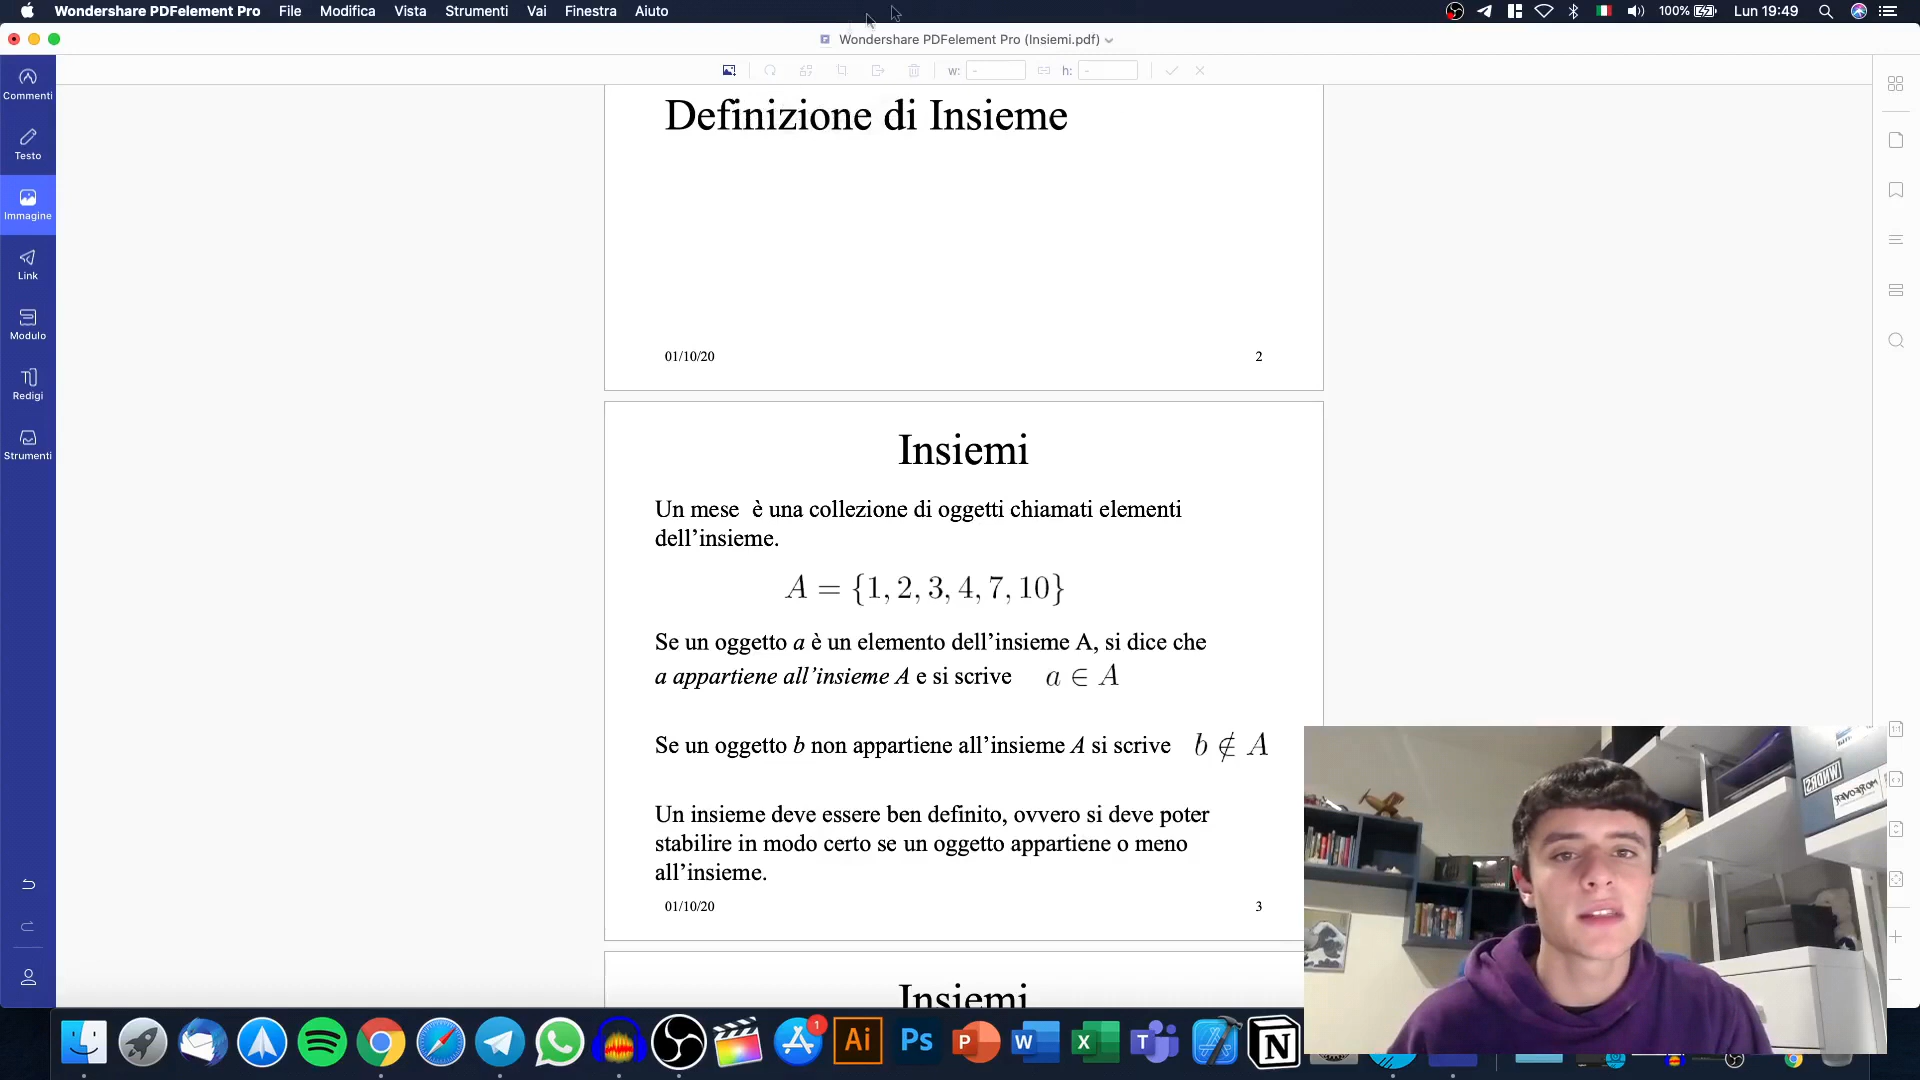 Wondershare PDFelement Pro File Modifica Vista Strumenti Vai Finestra Aiuto 100% Lun 19:49
Wondershare PDFelement Pro (Insiemi.pdf)
w: - h: -
Commenti
Testo
Immagine
Link
Modulo
Redigi
Strumenti
Definizione di Insieme
01/10/20 2
Insiemi
Un mese è una collezione di oggetti chiamati elementi
dell’insieme.
A = {1, 2, 3, 4, 7, 10}
Se un oggetto a è un elemento dell’insieme A, si dice che
a appartiene all’insieme A e si scrive a ∈ A
Se un oggetto b non appartiene all’insieme A si scrive b ∉ A
Un insieme deve essere ben definito, ovvero si deve poter
stabilire in modo certo se un oggetto appartiene o meno
all’insieme.
01/10/20 3
Insiemi
1
Ai
Ps
P
W
X
T
N